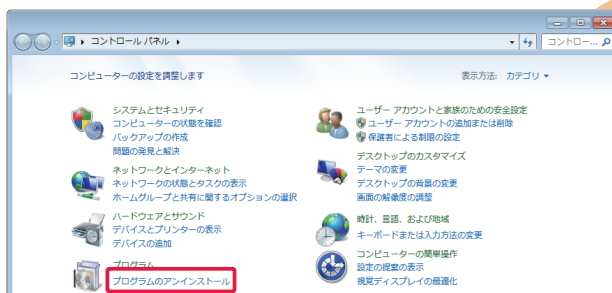 コントロール パネル
コントロー...
コンピューターの設定を調整します
表示方法: カテゴリ
システムとセキュリティ
コンピューターの状態を確認
バックアップの作成
問題の発見と解決
ネットワークとインターネット
ネットワークの状態とタスクの表示
ホームグループと共有に関するオプションの選択
ハードウェアとサウンド
デバイスとプリンターの表示
デバイスの追加
プログラム
プログラムのアンインストール
ユーザー アカウントと家族のための安全設定
ユーザー アカウントの追加または削除
保護者による制限の設定
デスクトップのカスタマイズ
テーマの変更
デスクトップの背景の変更
画面の解像度の調整
時計、言語、および地域
キーボードまたは入力方法の変更
コンピューターの簡単操作
設定の提案の表示
視覚ディスプレイの最適化